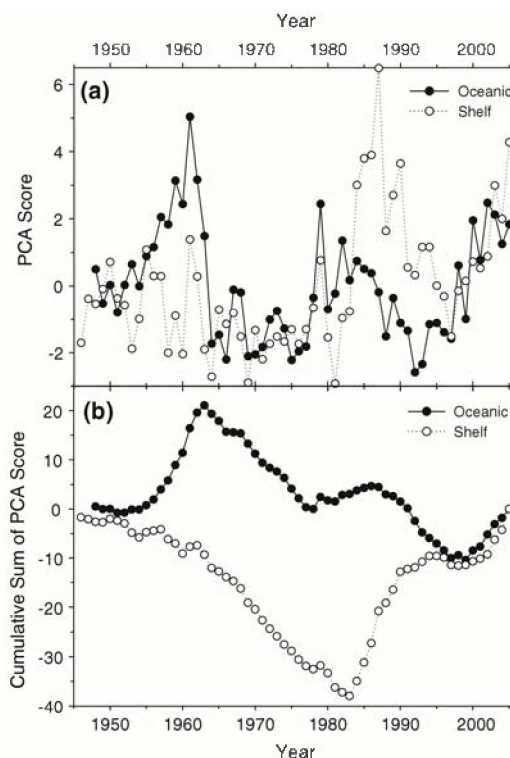 Year
1950 1960 1970 1980 1990 2000
(a)
Oceanic
Shelf
6
4
2
0
-2
PCA Score
(b)
Oceanic
Shelf
20
10
0
-10
-20
-30
-40
Cumulative Sum of PCA Score
1950 1960 1970 1980 1990 2000
Year